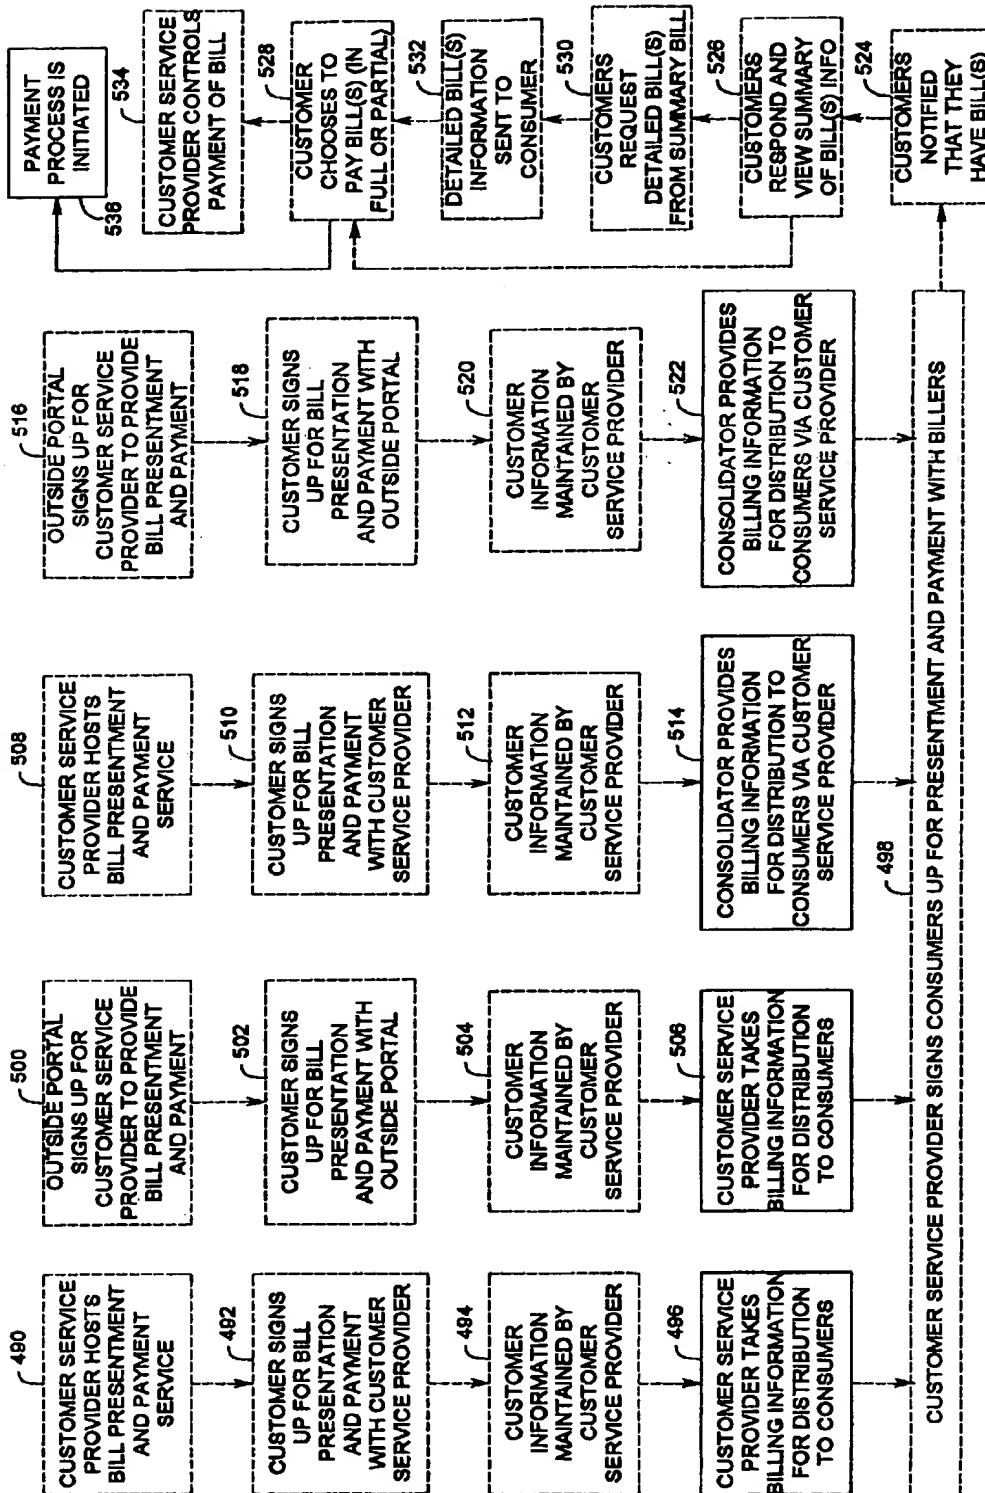 490
CUSTOMER SERVICE
PROVIDER HOSTS
BILL PRESENTMENT
AND PAYMENT
SERVICE
492
CUSTOMER SIGNS
UP FOR BILL
PRESENTATION
AND PAYMENT
WITH CUSTOMER
SERVICE PROVIDER
494
CUSTOMER
INFORMATION
MAINTAINED BY
CUSTOMER
SERVICE PROVIDER
496
CUSTOMER SERVICE
PROVIDER TAKES
BILLING INFORMATION
FOR DISTRIBUTION
TO CONSUMERS
500
OUTSIDE PORTAL
SIGNS UP FOR
CUSTOMER SERVICE
PROVIDER TO PROVIDE
BILL PRESENTMENT
AND PAYMENT
502
CUSTOMER SIGNS
UP FOR BILL
PRESENTATION
AND PAYMENT WITH
OUTSIDE PORTAL
504
CUSTOMER
INFORMATION
MAINTAINED BY
CUSTOMER
SERVICE PROVIDER
506
CUSTOMER SERVICE
PROVIDER TAKES
BILLING INFORMATION
FOR DISTRIBUTION
TO CONSUMERS
508
CUSTOMER SERVICE
PROVIDER HOSTS
BILL PRESENTMENT
AND PAYMENT
SERVICE
510
CUSTOMER SIGNS
UP FOR BILL
PRESENTATION
AND PAYMENT
WITH CUSTOMER
SERVICE PROVIDER
512
CUSTOMER
INFORMATION
MAINTAINED BY
CUSTOMER
SERVICE PROVIDER
514
CONSOLIDATOR PROVIDES
BILLING INFORMATION
FOR DISTRIBUTION TO
CONSUMERS VIA CUSTOMER
SERVICE PROVIDER
516
OUTSIDE PORTAL
SIGNS UP FOR
CUSTOMER SERVICE
PROVIDER TO PROVIDE
BILL PRESENTMENT
AND PAYMENT
518
CUSTOMER SIGNS
UP FOR BILL
PRESENTATION
AND PAYMENT WITH
OUTSIDE PORTAL
520
CUSTOMER
INFORMATION
MAINTAINED BY
CUSTOMER
SERVICE PROVIDER
522
CONSOLIDATOR PROVIDES
BILLING INFORMATION
FOR DISTRIBUTION TO
CONSUMERS VIA CUSTOMER
SERVICE PROVIDER
498
CUSTOMER SERVICE PROVIDER SIGNS CONSUMERS UP FOR PRESENTMENT AND PAYMENT WITH BILLERS
524
CUSTOMERS
NOTIFIED
THAT THEY
HAVE BILL(S)
526
CUSTOMERS
RESPOND AND
VIEW SUMMARY
OF BILL(S) INFO
530
CUSTOMERS
REQUEST
DETAILED BILL(S)
FROM SUMMARY BILL
532
DETAILED BILL(S)
INFORMATION
SENT TO
CONSUMER
528
CUSTOMER
CHOOSES TO
PAY BILL(S) (IN
FULL OR PARTIAL)
534
CUSTOMER SERVICE
PROVIDER CONTROLS
PAYMENT OF BILL
PAYMENT
PROCESS IS
INITIATED
536